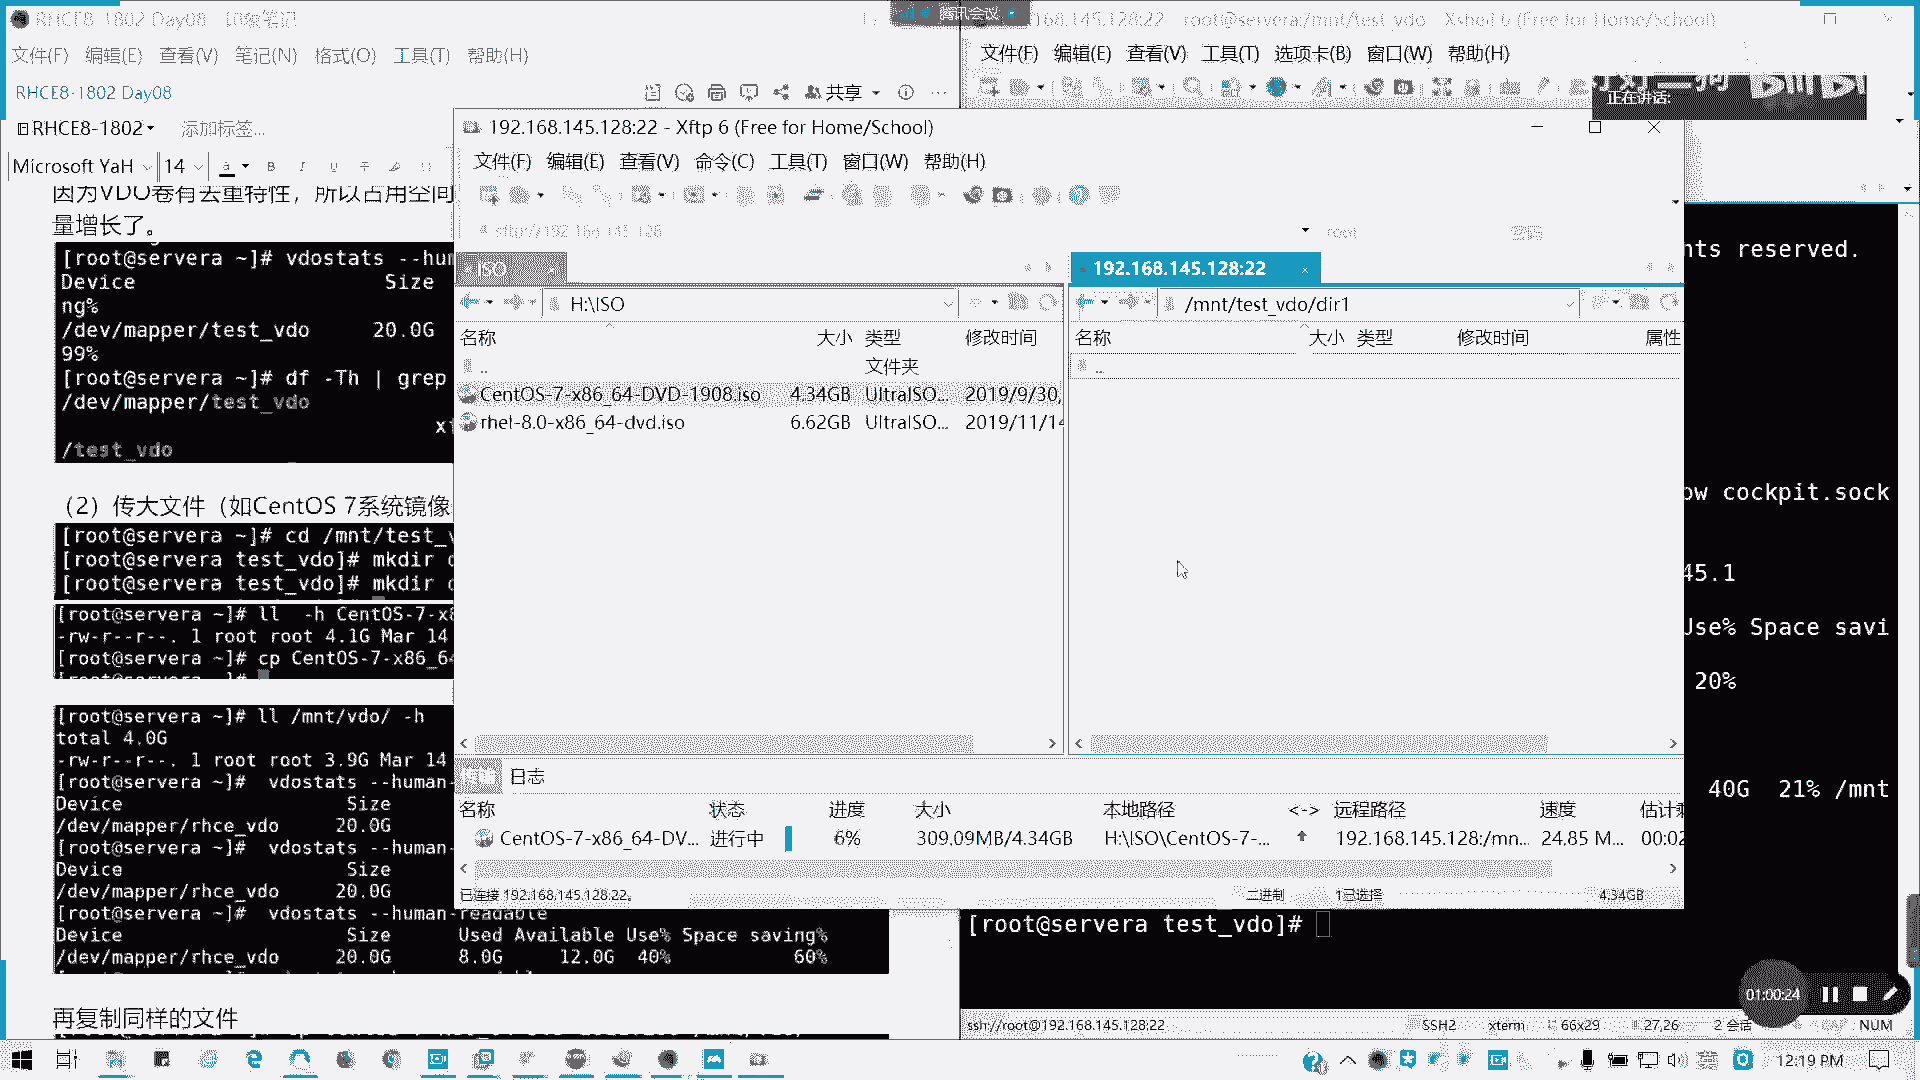 RHCE8-1802 Day08
腾讯会议
168.145.128:22 - root@servera:/mnt/test_vdo - Xshell 6 (Free for Home/School)
文件(F) 编辑(E) 查看(V) 笔记(N) 格式(O) 工具(T) 帮助(H)
文件(F) 编辑(E) 查看(V) 工具(T) 选项卡(B) 窗口(W) 帮助(H)
RHCE8-1802 Day08
共享
正在讲话:
RHCE8-1802
添加标签...
Microsoft YaH
14
192.168.145.128:22 - Xftp 6 (Free for Home/School)
文件(F) 编辑(E) 查看(V) 命令(C) 工具(T) 窗口(W) 帮助(H)
因为VDO卷有去重特性，所以占用空间
量增长了。
sftp://192.168.145.128
root
[root@servera ~]# vdostats --hum
Device Size
ng%
/dev/mapper/test_vdo 20.0G
99%
[root@servera ~]# df -Th | grep
/dev/mapper/test_vdo
/test_vdo
（2）传大文件（如CentOS 7系统镜像
[root@servera ~]# cd /mnt/test_v
[root@servera test_vdo]# mkdir d
[root@servera test_vdo]# mkdir d
[root@servera ~]# ll -h CentOS-7-x8
-rw-r--r--. 1 root root 4.1G Mar 14
[root@servera ~]# cp CentOS-7-x86_64
[root@servera ~]# ll /mnt/vdo/ -h
total 4.0G
-rw-r--r--. 1 root root 3.9G Mar 14
[root@servera ~]# vdostats --human-
Device Size
/dev/mapper/rhce_vdo 20.0G
[root@servera ~]# vdostats --human-
Device Size
/dev/mapper/rhce_vdo 20.0G
[root@servera ~]# vdostats --human-readable
Device Size Used Available Use% Space saving%
/dev/mapper/rhce_vdo 20.0G 8.0G 12.0G 40% 60%
再复制同样的文件
ISO
192.168.145.128:22
H:\ISO
/mnt/test_vdo/dir1
名称 大小 类型 修改时间
..
文件夹
CentOS-7-x86_64-DVD-1908.iso 4.34GB UltraISO... 2019/9/30,
rhel-8.0-x86_64-dvd.iso 6.62GB UltraISO... 2019/11/14
名称 大小 类型 修改时间 属性
..
日志
名称 状态 进度 大小 本地路径 <-> 远程路径 速度
CentOS-7-x86_64-DV... 进行中 6% 309.09MB/4.34GB H:\ISO\CentOS-7-... 192.168.145.128:/mn... 24.85 M... 00:02
已连接 192.168.145.128:22。
二进制
1已选择
4.34GB
nts reserved.
ow cockpit.sock
45.1
Use% Space savi
20%
40G 21% /mnt
[root@servera test_vdo]#
01:00:24
ssh://root@192.168.145.128:22
SSH2
xterm
66x29
27,26
2 会话
NUM
12:19 PM